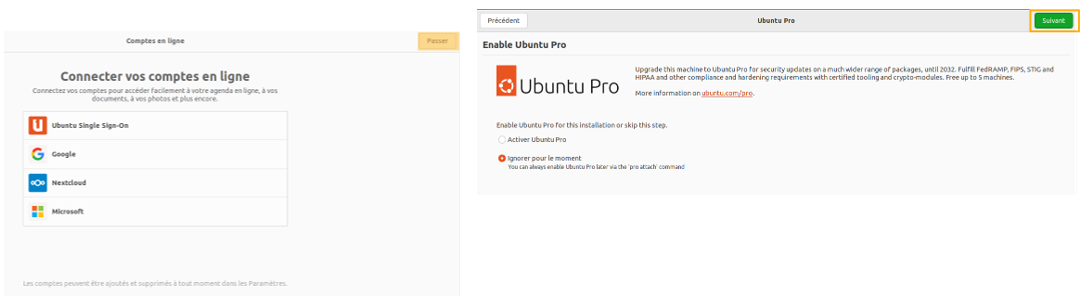 Comptes en ligne
Passer
Connecter vos comptes en ligne
Connectez vos comptes pour accéder facilement à votre agenda en ligne, à vos
documents, à vos photos et plus encore.
Ubuntu Single Sign-On
Google
Nextcloud
Microsoft
Les comptes peuvent être ajoutés et supprimés à tout moment dans les Paramètres.
Précédent
Ubuntu Pro
Suivant
Enable Ubuntu Pro
Ubuntu Pro
Upgrade this machine to Ubuntu Pro for security updates on a much wider range of packages, until 2032. Fulfill FedRAMP, FIPS, STIG and
HIPAA and other compliance and hardening requirements with certified tooling and crypto-modules. Free up to 5 machines.
More information on ubuntu.com/pro.
Enable Ubuntu Pro for this installation or skip this step.
Activer Ubuntu Pro
Ignorer pour le moment
You can always enable Ubuntu Pro later via the 'pro attach' command